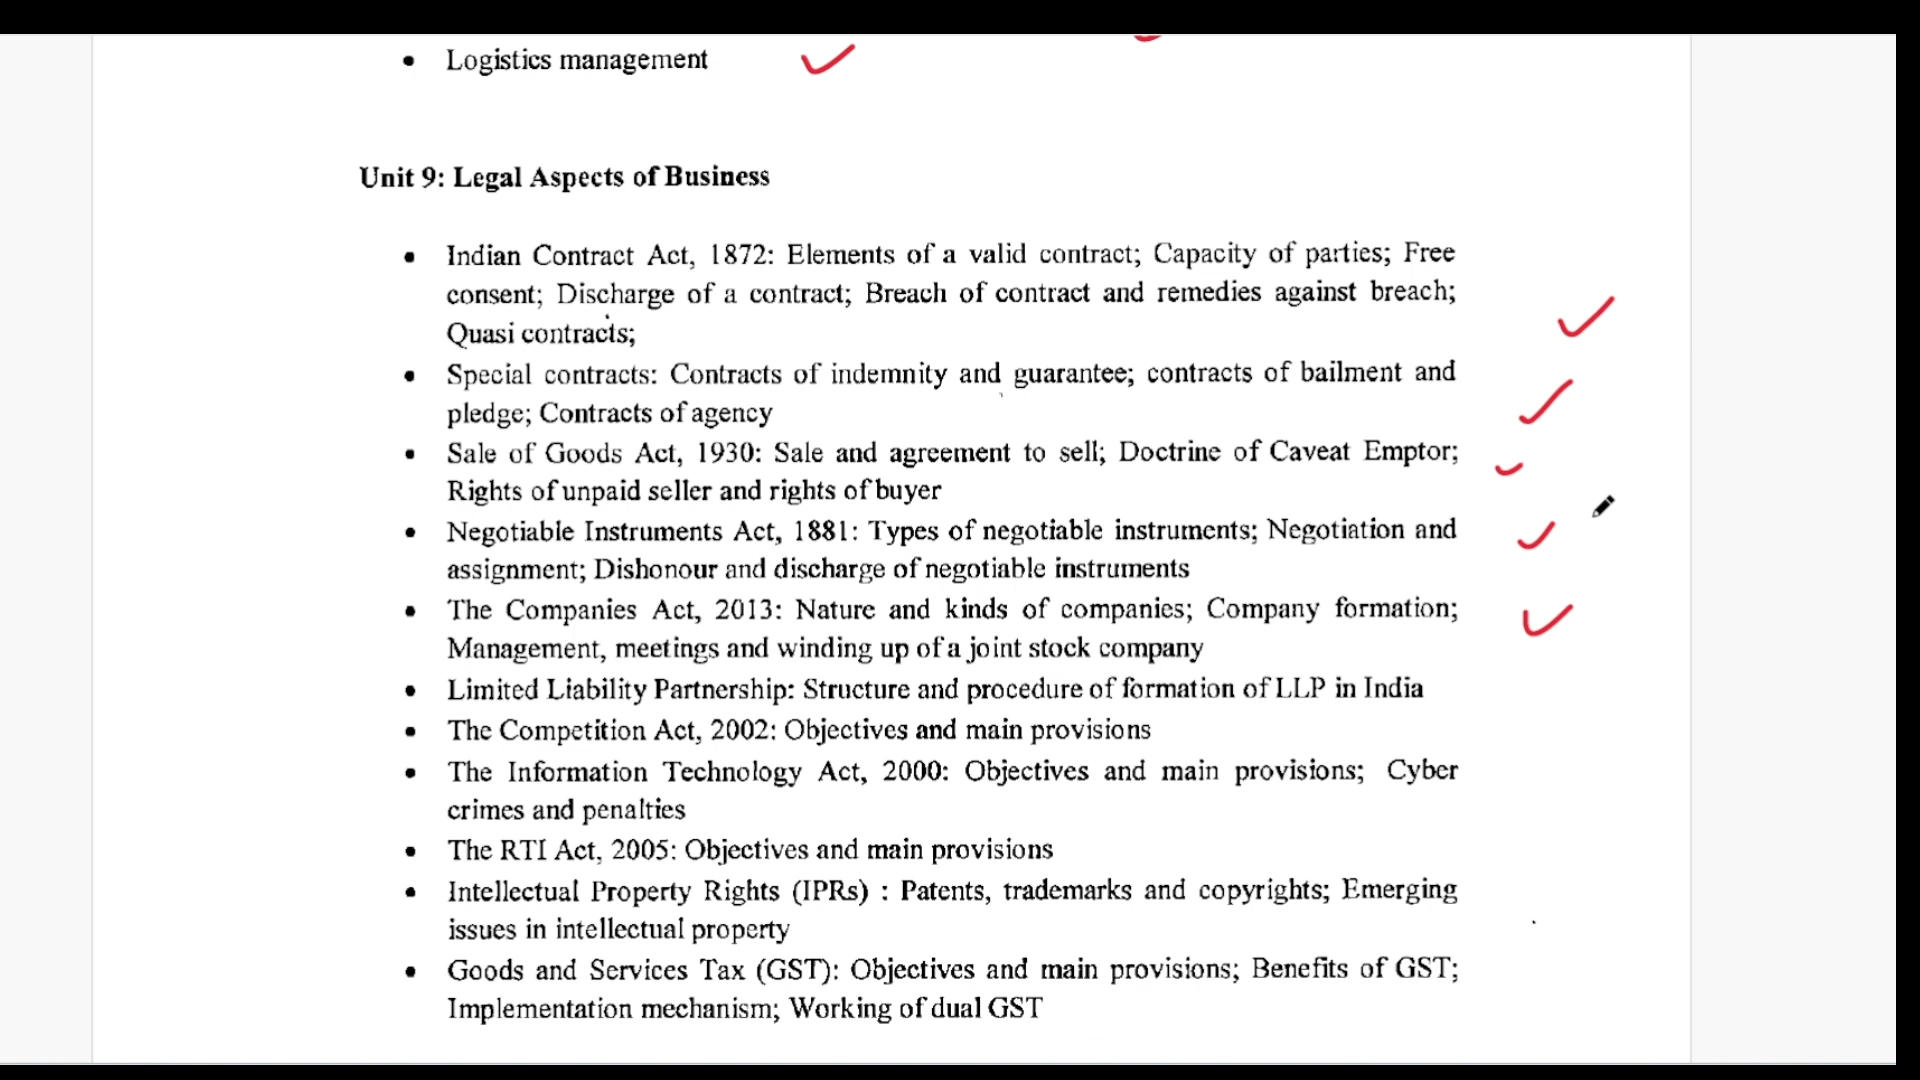 • Logistics management
Unit 9: Legal Aspects of Business
• Indian Contract Act, 1872: Elements of a valid contract; Capacity of parties; Free
consent; Discharge of a contract; Breach of contract and remedies against breach;
Quasi contracts;
• Special contracts: Contracts of indemnity and guarantee; contracts of bailment and
pledge; Contracts of agency
• Sale of Goods Act, 1930: Sale and agreement to sell; Doctrine of Caveat Emptor;
Rights of unpaid seller and rights of buyer
• Negotiable Instruments Act, 1881: Types of negotiable instruments; Negotiation and
assignment; Dishonour and discharge of negotiable instruments
• The Companies Act, 2013: Nature and kinds of companies; Company formation;
Management, meetings and winding up of a joint stock company
• Limited Liability Partnership: Structure and procedure of formation of LLP in India
• The Competition Act, 2002: Objectives and main provisions
• The Information Technology Act, 2000: Objectives and main provisions; Cyber
crimes and penalties
• The RTI Act, 2005: Objectives and main provisions
• Intellectual Property Rights (IPRs) : Patents, trademarks and copyrights; Emerging
issues in intellectual property
• Goods and Services Tax (GST): Objectives and main provisions; Benefits of GST;
Implementation mechanism; Working of dual GST